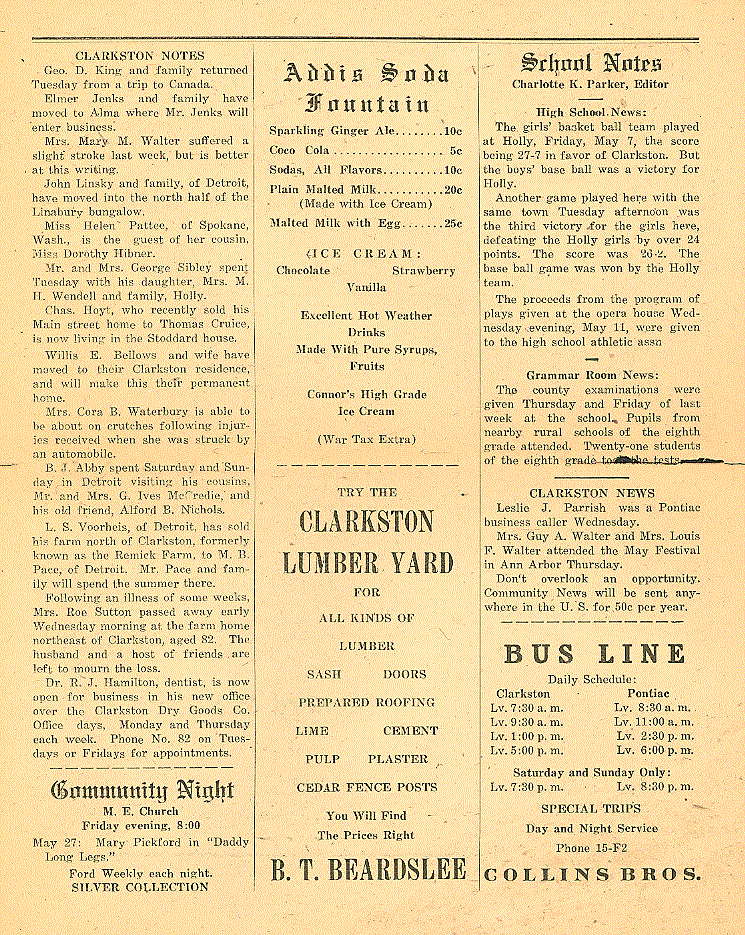 CLARKSTON NOTES
Geo. D. King and family returned
Tuesday from a trip to Canada.
Elmer Jenks and family have
moved to Alma where Mr. Jenks will
enter business.
Mrs. Mary M. Walter suffered a
slight stroke last week, but is better
at this writing.
John Linsky and family, of Detroit,
have moved into the north half of the
Linabury bungalow.
Miss Helen Pattee, of Spokane,
Wash., is the guest of her cousin,
Miss Dorothy Hibner.
Mr. and Mrs. George Sibley spent
Tuesday with his daughter, Mrs. M.
H. Wendell and family, Holly.
Chas. Hoyt, who recently sold his
Main street home to Thomas Cruice,
is now living in the Stoddard house.
Willis E. Bellows and wife have
moved to their Clarkston residence,
and will make this their permanent
home.
Mrs. Cora B. Waterbury is able to
be about on crutches following injur-
ies received when she was struck by
an automobile.
B. J. Abby spent Saturday and Sun-
day in Detroit visiting his cousins,
Mr. and Mrs. G. Ives McCredie, and
his old friend, Alford B. Nichols.
L. S. Voorheis, of Detroit, has sold
his farm north of Clarkston, formerly
known as the Remick Farm, to M. B.
Pace, of Detroit. Mr. Pace and fam-
ily will spend the summer there.
Following an illness of some weeks,
Mrs. Roe Sutton passed away early
Wednesday morning at the farm home
northeast of Clarkston, aged 82. The
husband and a host of friends are
left to mourn the loss.
Dr. R. J. Hamilton, dentist, is now
open for business in his new office
over the Clarkston Dry Goods Co.
Office days, Monday and Thursday
each week. Phone No. 82 on Tues-
days or Fridays for appointments.
Community Night
M. E. Church
Friday evening, 8:00
May 27: Mary Pickford in "Daddy
Long Legs."
Ford Weekly each night.
SILVER COLLECTION
Addis Soda
Fountain
Sparkling Ginger Ale........10c
Coco Cola .................. 5c
Sodas, All Flavors..........10c
Plain Malted Milk...........20c
(Made with Ice Cream)
Malted Milk with Egg.......25c
ICE CREAM:
Chocolate Strawberry
Vanilla
Excellent Hot Weather
Drinks
Made With Pure Syrups,
Fruits
Connor's High Grade
Ice Cream
(War Tax Extra)
TRY THE
CLARKSTON
LUMBER YARD
FOR
ALL KINDS OF
LUMBER
SASH DOORS
PREPARED ROOFING
LIME CEMENT
PULP PLASTER
CEDAR FENCE POSTS
You Will Find
The Prices Right
B. T. BEARDSLEE
School Notes
Charlotte K. Parker, Editor
High School News:
The girls' basket ball team played
at Holly, Friday, May 7, the score
being 27-7 in favor of Clarkston. But
the boys' base ball was a victory for
Holly.
Another game played here with the
same town Tuesday afternoon was
the third victory for the girls here,
defeating the Holly girls by over 24
points. The score was 26-2. The
base ball game was won by the Holly
team.
The proceeds from the program of
plays given at the opera house Wed-
nesday evening, May 11, were given
to the high school athletic assn
Grammar Room News:
The county examinations were
given Thursday and Friday of last
week at the school. Pupils from
nearby rural schools of the eighth
grade attended. Twenty-one students
of the eighth grade tests
CLARKSTON NEWS
Leslie J. Parrish was a Pontiac
business caller Wednesday.
Mrs. Guy A. Walter and Mrs. Louis
F. Walter attended the May Festival
in Ann Arbor Thursday.
Don't overlook an opportunity.
Community News will be sent any-
where in the U. S. for 50c per year.
BUS LINE
Daily Schedule:
Clarkston Pontiac
Lv. 7:30 a. m. Lv. 8:30 a. m.
Lv. 9:30 a. m. Lv. 11:00 a. m.
Lv. 1:00 p. m. Lv. 2:30 p. m.
Lv. 5:00 p. m. Lv. 6:00 p. m.
Saturday and Sunday Only:
Lv. 7:30 p. m. Lv. 8:30 p. m.
SPECIAL TRIPS
Day and Night Service
Phone 15-F2
COLLINS BROS.